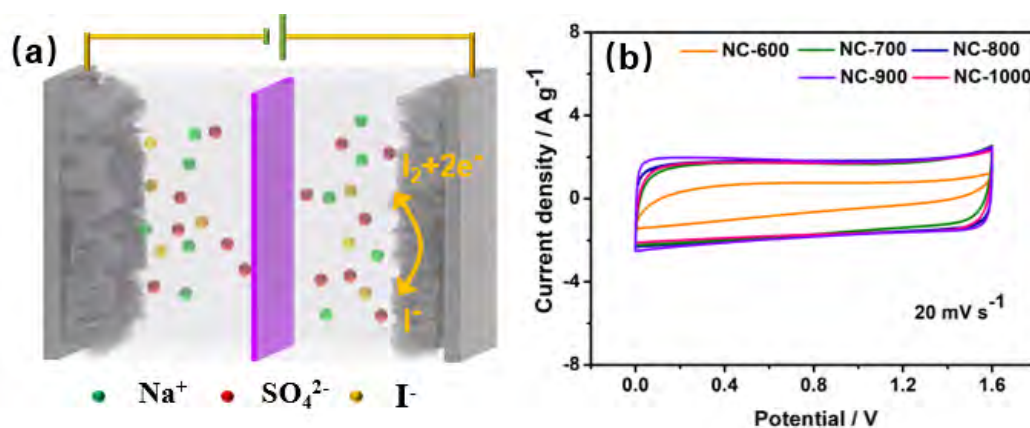 (a)
I₂+2e⁻
I⁻
Na⁺
SO₄²⁻
I⁻
(b)
NC-600
NC-700
NC-800
NC-900
NC-1000
Current density / A g⁻¹
8
4
0
-4
-8
20 mV s⁻¹
0.0
0.4
0.8
1.2
1.6
Potential / V